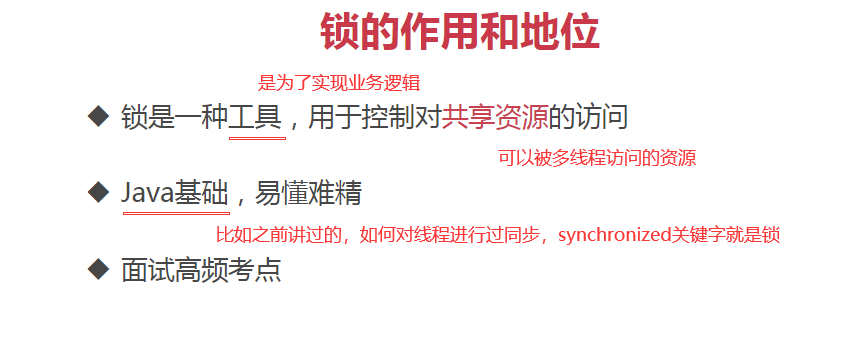 锁的作用和地位
是为了实现业务逻辑
◆ 锁是一种工具，用于控制对共享资源的访问
可以被多线程访问的资源
◆ Java基础，易懂难精
比如之前讲过的，如何对线程进行过同步，synchronized关键字就是锁
◆ 面试高频考点